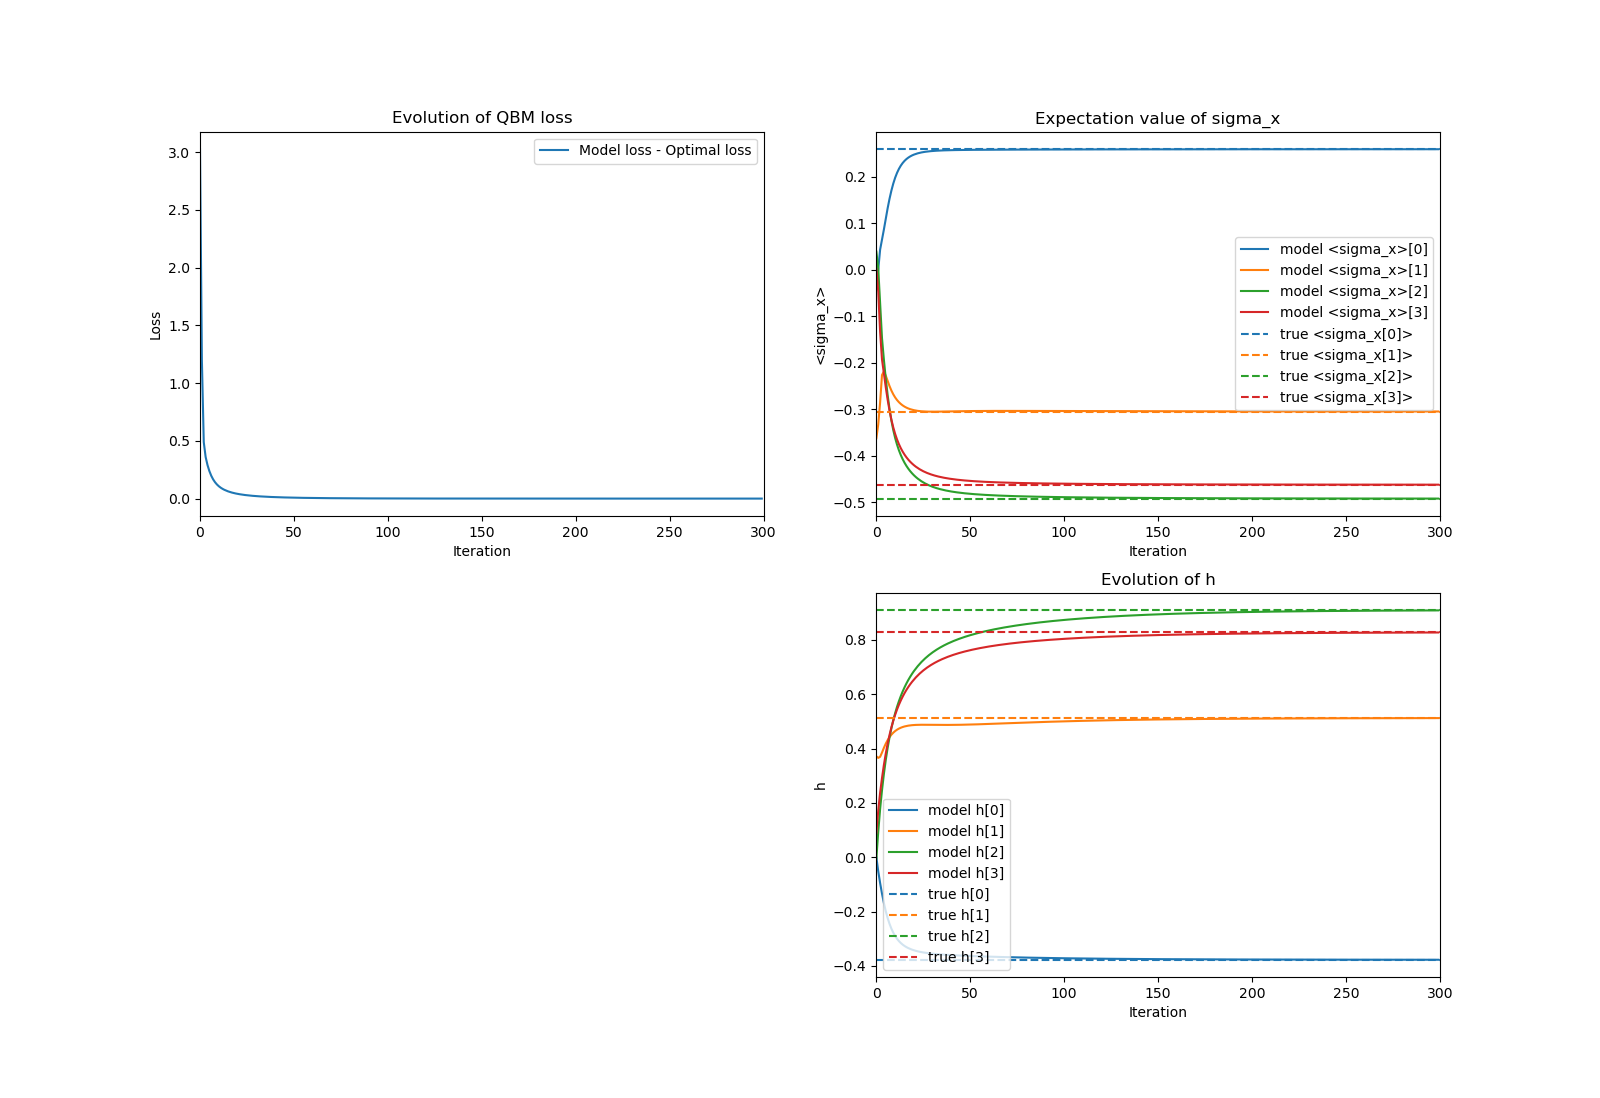 Evolution of QBM loss
3.0
2.5
2.0
1.5
1.0
0.5
0.0
Loss
Model loss - Optimal loss
0 50 100 150 200 250 300
Iteration
Expectation value of sigma_x
0.2
0.1
0.0
−0.1
−0.2
−0.3
−0.4
−0.5
<sigma_x>
model <sigma_x>[0]
model <sigma_x>[1]
model <sigma_x>[2]
model <sigma_x>[3]
true <sigma_x[0]>
true <sigma_x[1]>
true <sigma_x[2]>
true <sigma_x[3]>
0 50 100 150 200 250 300
Iteration
Evolution of h
0.8
0.6
0.4
0.2
0.0
−0.2
−0.4
h
model h[0]
model h[1]
model h[2]
model h[3]
true h[0]
true h[1]
true h[2]
true h[3]
0 50 100 150 200 250 300
Iteration